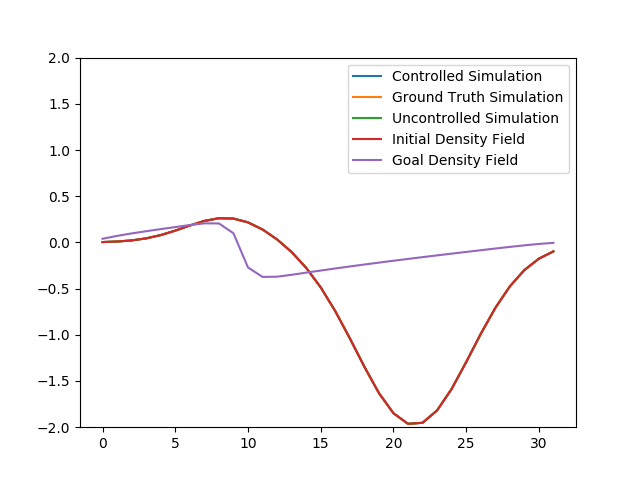 2.0
1.5
1.0
0.5
0.0
−0.5
−1.0
−1.5
−2.0
0 5 10 15 20 25 30
Controlled Simulation
Ground Truth Simulation
Uncontrolled Simulation
Initial Density Field
Goal Density Field